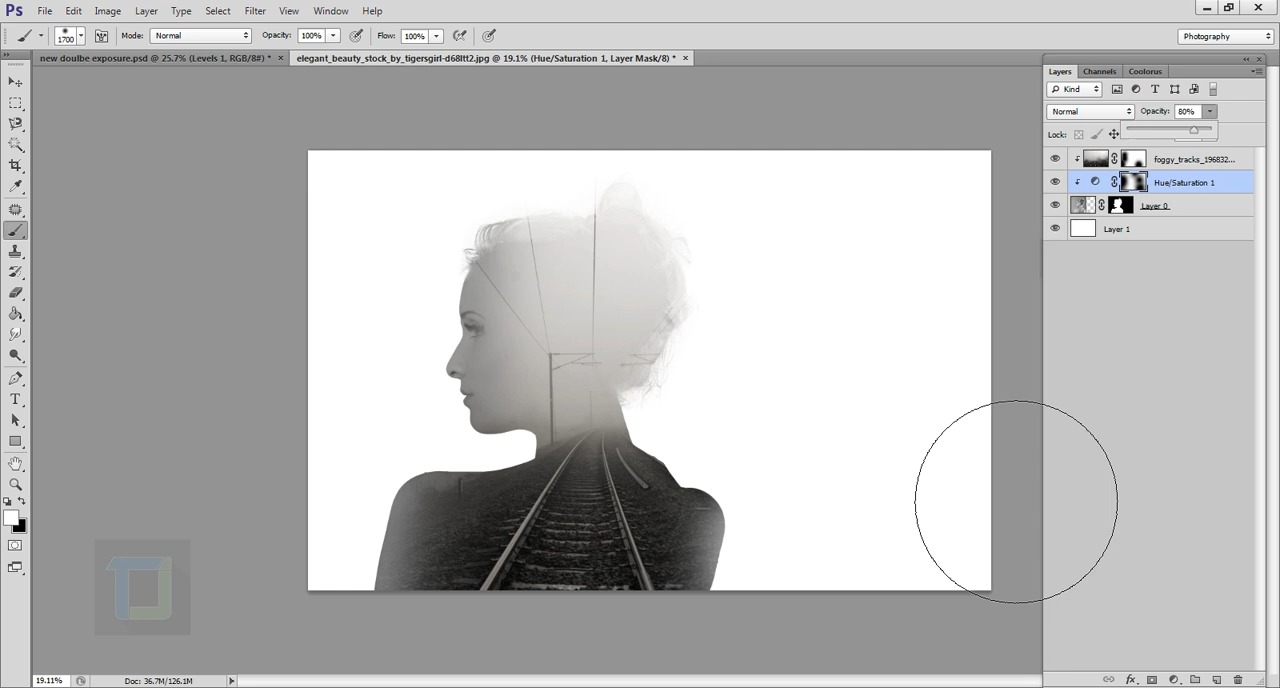 Ps File Edit Image Layer Type Select Filter View Window Help
1700 Mode: Normal Opacity: 100% Flow: 100% Photography
new doulbe exposure.psd @ 25.7% (Levels 1, RGB/8#) * × elegant_beauty_stock_by_tigersgirl-d68ltt2.jpg @ 19.1% (Hue/Saturation 1, Layer Mask/8) * ×
Layers Channels Coolorus
Kind
Normal Opacity: 80%
Lock:
foggy_tracks_196832...
Hue/Saturation 1
Layer 0
Layer 1
19.11% Doc: 36.7M/126.1M